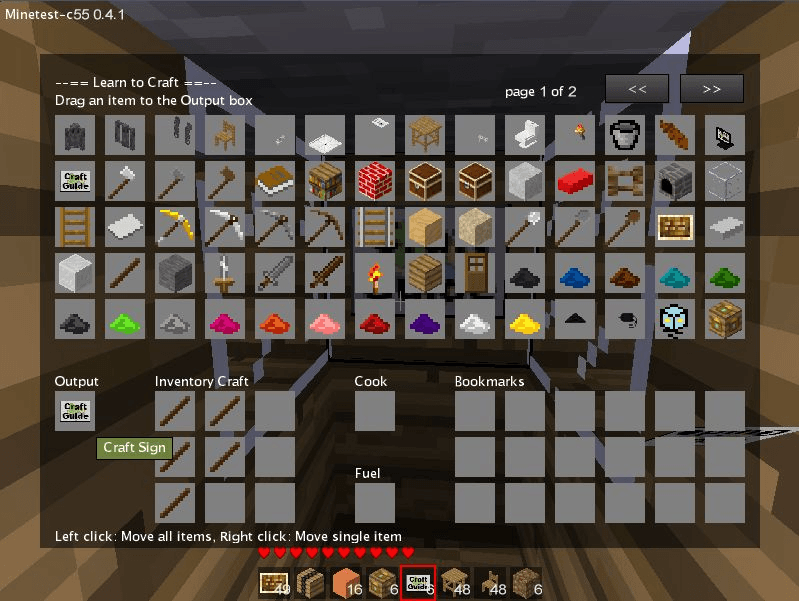 Minetest-c55 0.4.1
--== Learn to Craft ==--
Drag an item to the Output box
page 1 of 2
<< >>
Craft
Guide
Output
Inventory Craft
Cook
Bookmarks
Craft
Guide
Craft Sign
Fuel
Left click: Move all items, Right click: Move single item
49 16 6 Craft Guide 6 48 48 6